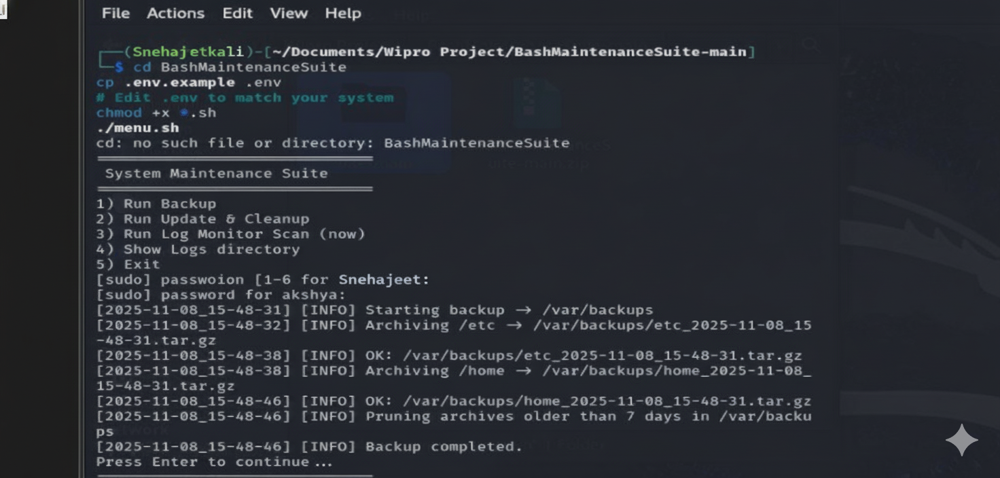 File Actions Edit View Help
┌──(Snehajetkali)-[~/Documents/Wipro Project/BashMaintenanceSuite-main]
└─$ cd BashMaintenanceSuite
cp .env.example .env
# Edit .env to match your system
chmod +x *.sh
./menu.sh
cd: no such file or directory: BashMaintenanceSuite
System Maintenance Suite
1) Run Backup
2) Run Update & Cleanup
3) Run Log Monitor Scan (now)
4) Show Logs directory
5) Exit
[sudo] passwoion [1-6 for Snehajeet:
[sudo] password for akshya:
[2025-11-08_15-48-31] [INFO] Starting backup → /var/backups
[2025-11-08_15-48-32] [INFO] Archiving /etc → /var/backups/etc_2025-11-08_15
-48-31.tar.gz
[2025-11-08_15-48-38] [INFO] OK: /var/backups/etc_2025-11-08_15-48-31.tar.gz
[2025-11-08_15-48-38] [INFO] Archiving /home → /var/backups/home_2025-11-08_
15-48-31.tar.gz
[2025-11-08_15-48-46] [INFO] OK: /var/backups/home_2025-11-08_15-48-31.tar.gz
[2025-11-08_15-48-46] [INFO] Pruning archives older than 7 days in /var/backu
ps
[2025-11-08_15-48-46] [INFO] Backup completed.
Press Enter to continue...